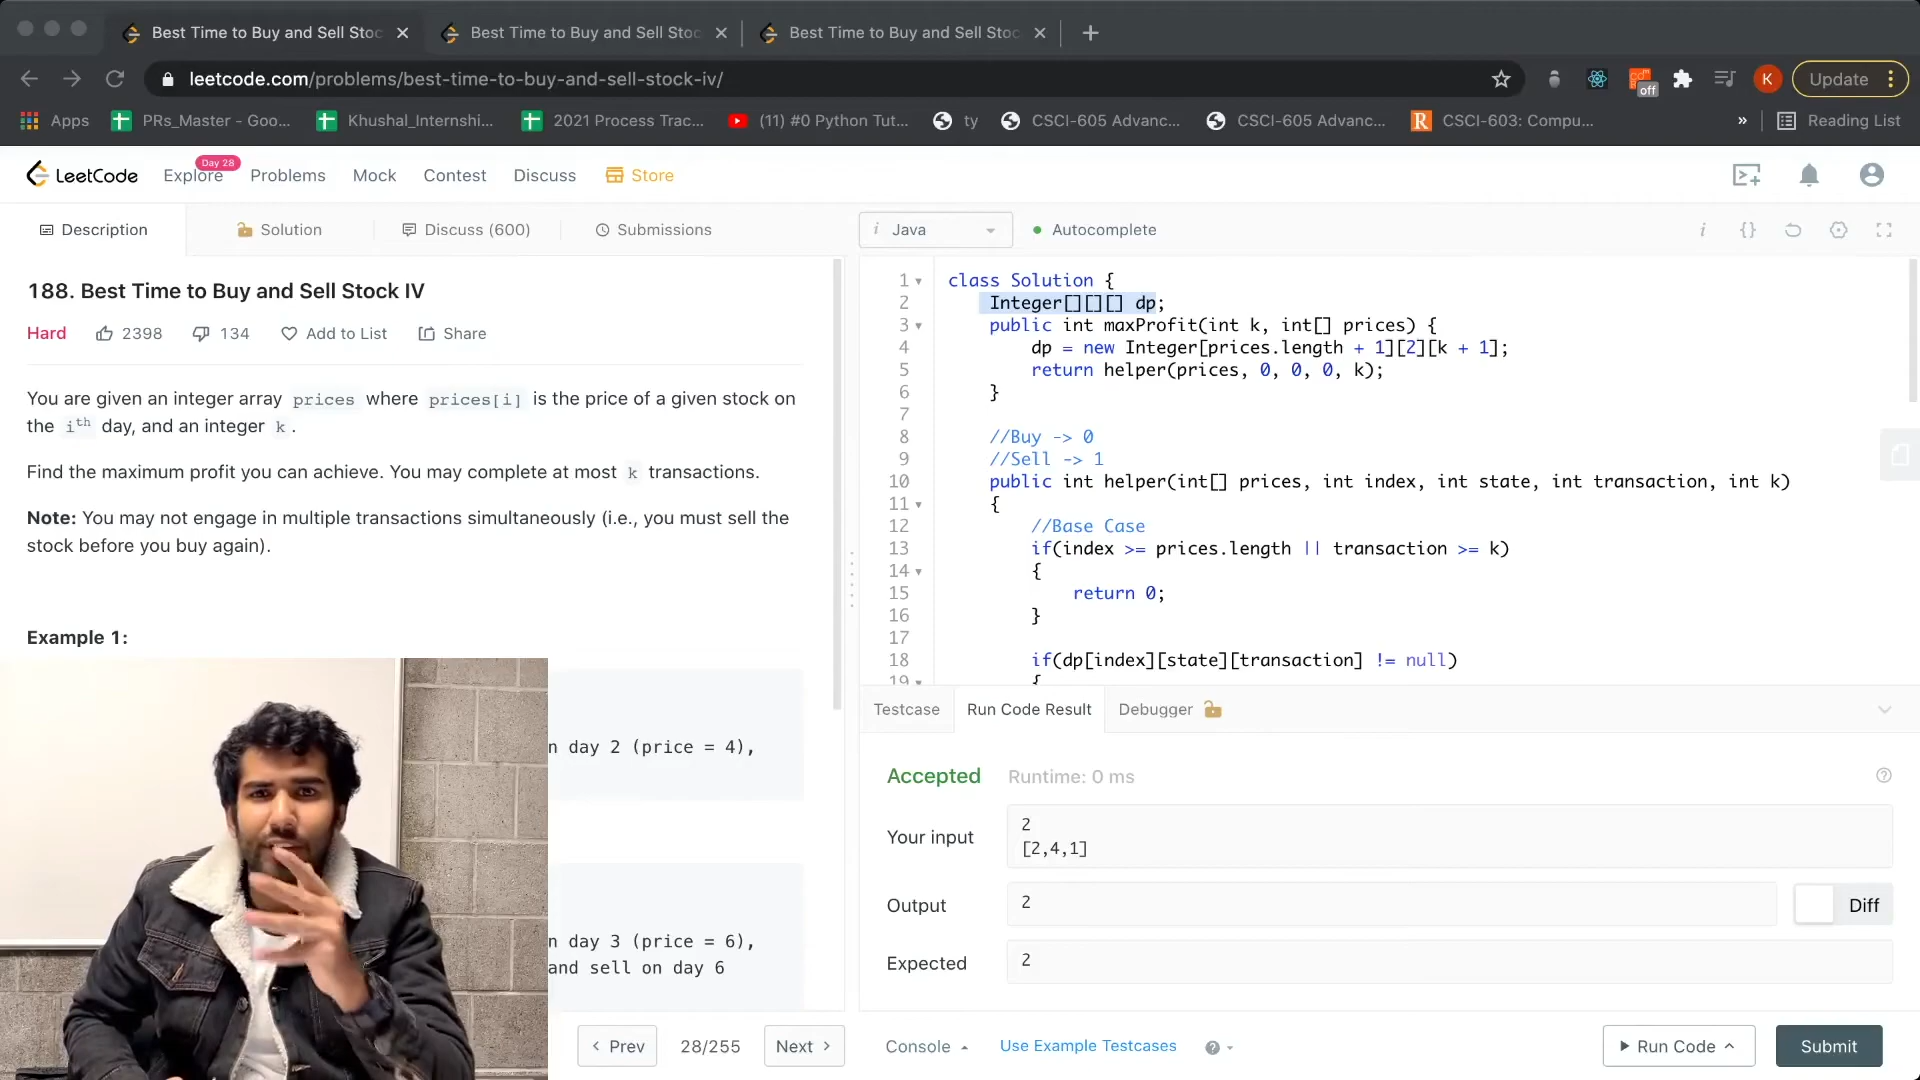 Best Time to Buy and Sell Stoc
Best Time to Buy and Sell Stoc
Best Time to Buy and Sell Stoc
leetcode.com/problems/best-time-to-buy-and-sell-stock-iv/
off
K
Update
Apps
PRs_Master - Goo...
Khushal_Internshi...
2021 Process Trac...
(11) #0 Python Tut...
ty
CSCI-605 Advanc...
CSCI-605 Advanc...
R
CSCI-603: Compu...
»
Reading List
LeetCode
Explore
Day 28
Problems
Mock
Contest
Discuss
Store
Description
Solution
Discuss (600)
Submissions
i Java
Autocomplete
i
{}
188. Best Time to Buy and Sell Stock IV
Hard
2398
134
Add to List
Share
You are given an integer array prices where prices[i] is the price of a given stock on
the ith day, and an integer k.
Find the maximum profit you can achieve. You may complete at most k transactions.
Note: You may not engage in multiple transactions simultaneously (i.e., you must sell the
stock before you buy again).
Example 1:
n day 2 (price = 4),
n day 3 (price = 6),
and sell on day 6
Prev
28/255
Next
1 class Solution {
2 Integer[][][] dp;
3 public int maxProfit(int k, int[] prices) {
4 dp = new Integer[prices.length + 1][2][k + 1];
5 return helper(prices, 0, 0, 0, k);
6 }
7
8 //Buy -> 0
9 //Sell -> 1
10 public int helper(int[] prices, int index, int state, int transaction, int k)
11 {
12 //Base Case
13 if(index >= prices.length || transaction >= k)
14 {
15 return 0;
16 }
17
18 if(dp[index][state][transaction] != null)
19 {
Testcase
Run Code Result
Debugger
Accepted
Runtime: 0 ms
Your input
2
[2,4,1]
Output
2
Diff
Expected
2
Console
Use Example Testcases
Run Code
Submit